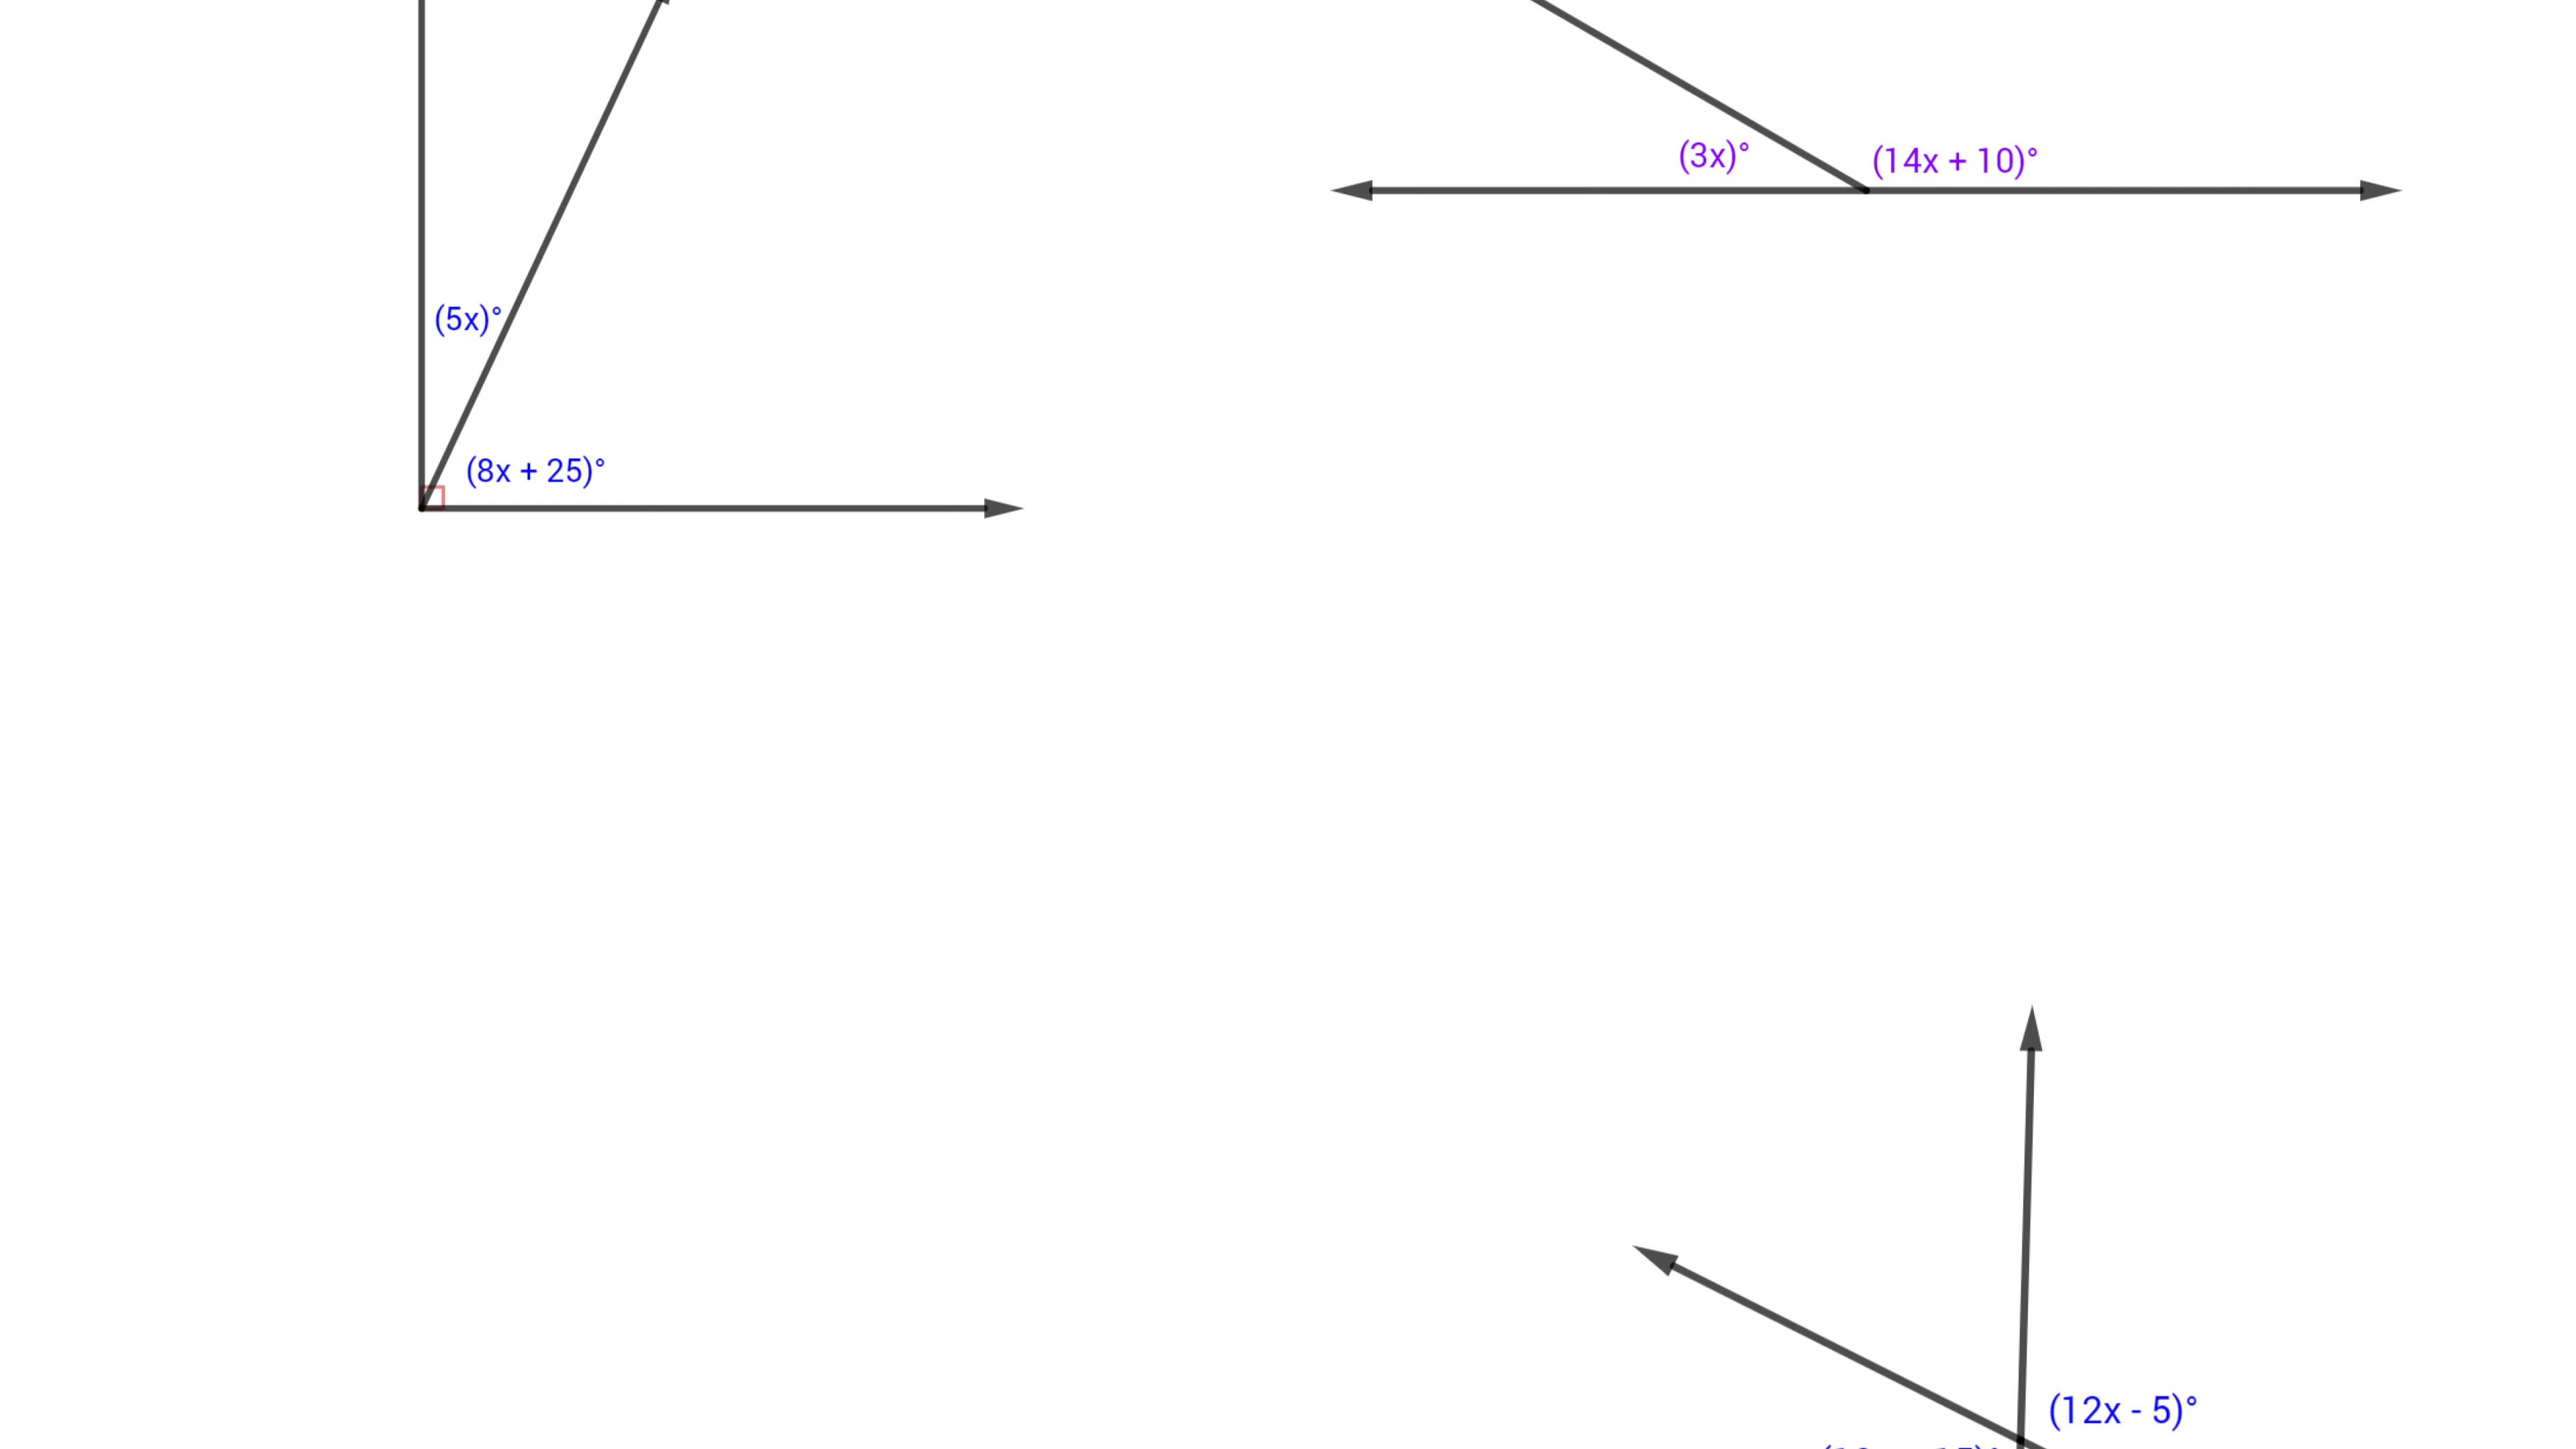 (3x)°
(14x + 10)°
(5x)°
(8x + 25)°
(12x - 5)°